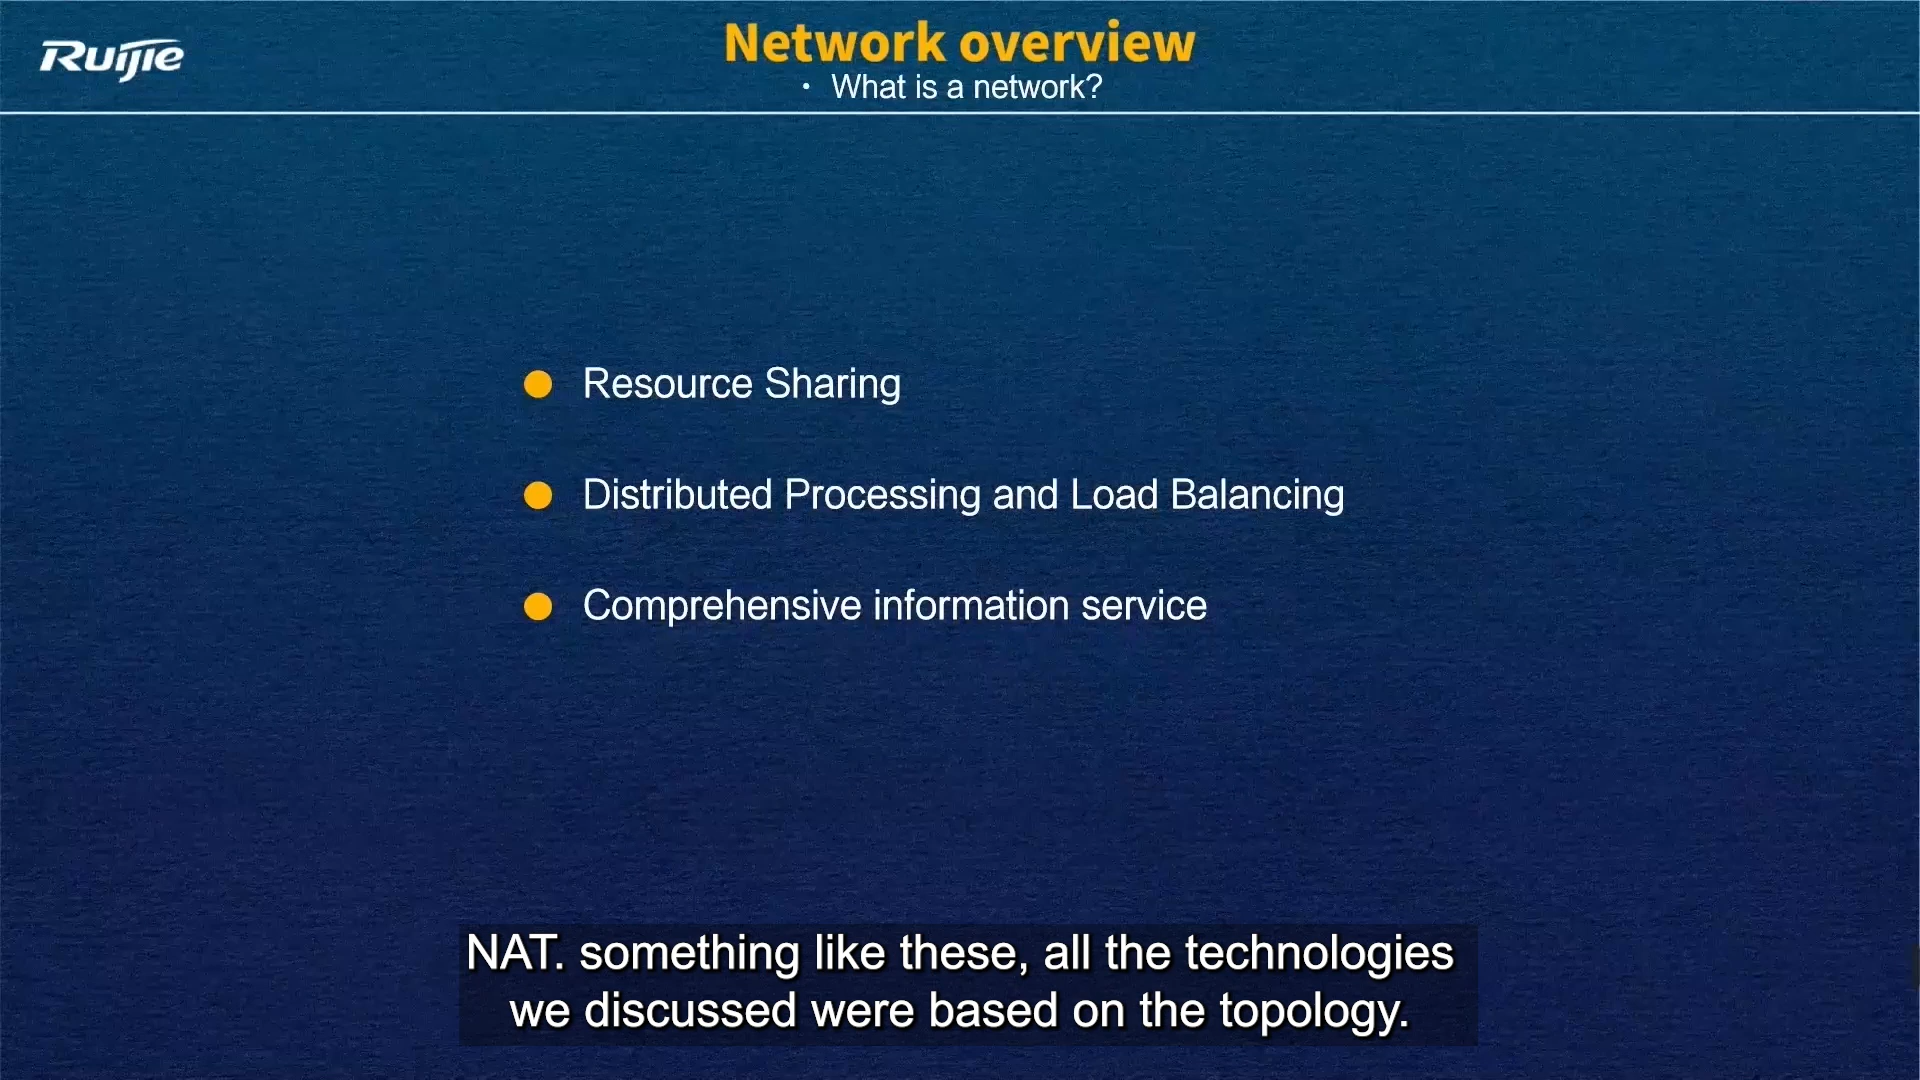 Ruijie
Network overview
• What is a network?
Resource Sharing
Distributed Processing and Load Balancing
Comprehensive information service
NAT. something like these, all the technologies
we discussed were based on the topology.